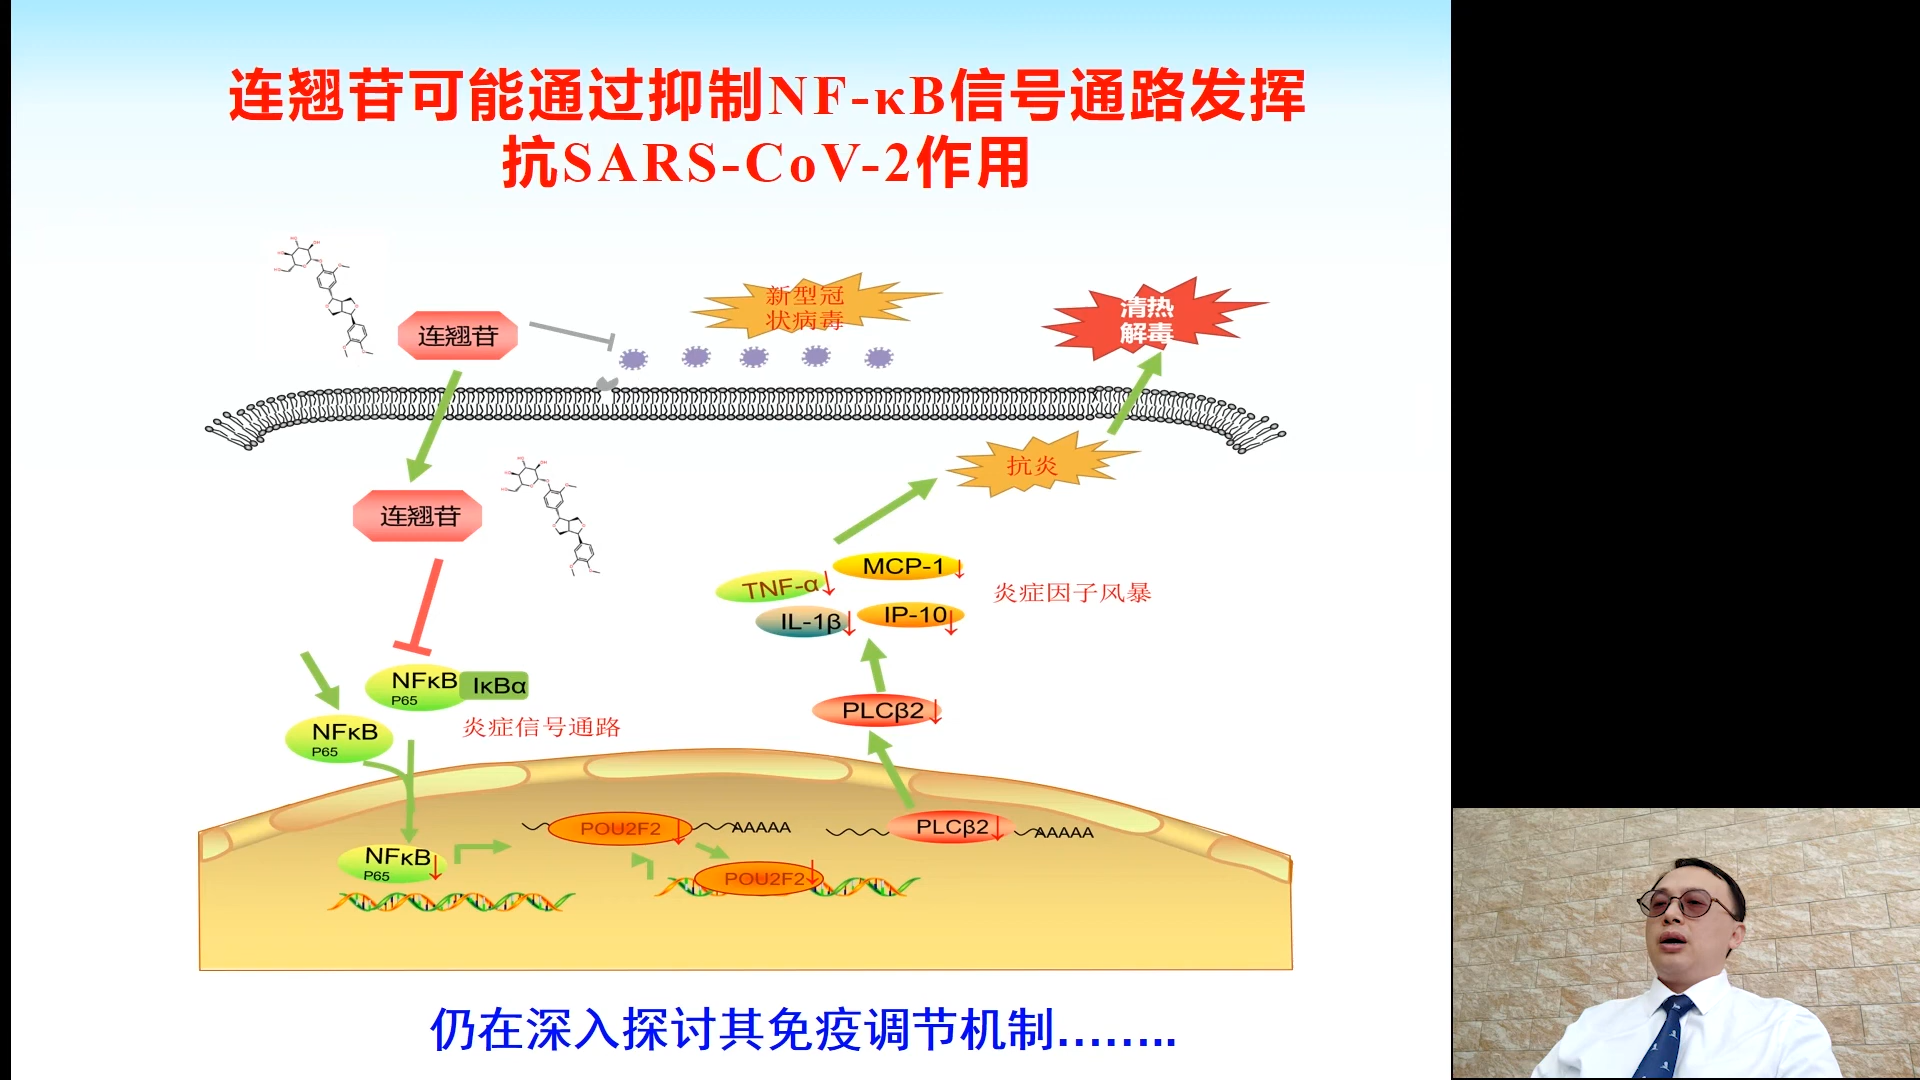 连翘苷可能通过抑制NF-κB信号通路发挥
抗SARS-CoV-2作用
新型冠
状病毒
清热
解毒
连翘苷
抗炎
连翘苷
MCP-1↓
TNF-α↓
炎症因子风暴
IL-1β↓
IP-10↓
NFκB
P65
IκBα
PLCβ2↓
NFκB
P65
炎症信号通路
POU2F2↓
AAAAA
PLCβ2↓
AAAAA
NFκB↓
P65
POU2F2↓
仍在深入探讨其免疫调节机制........